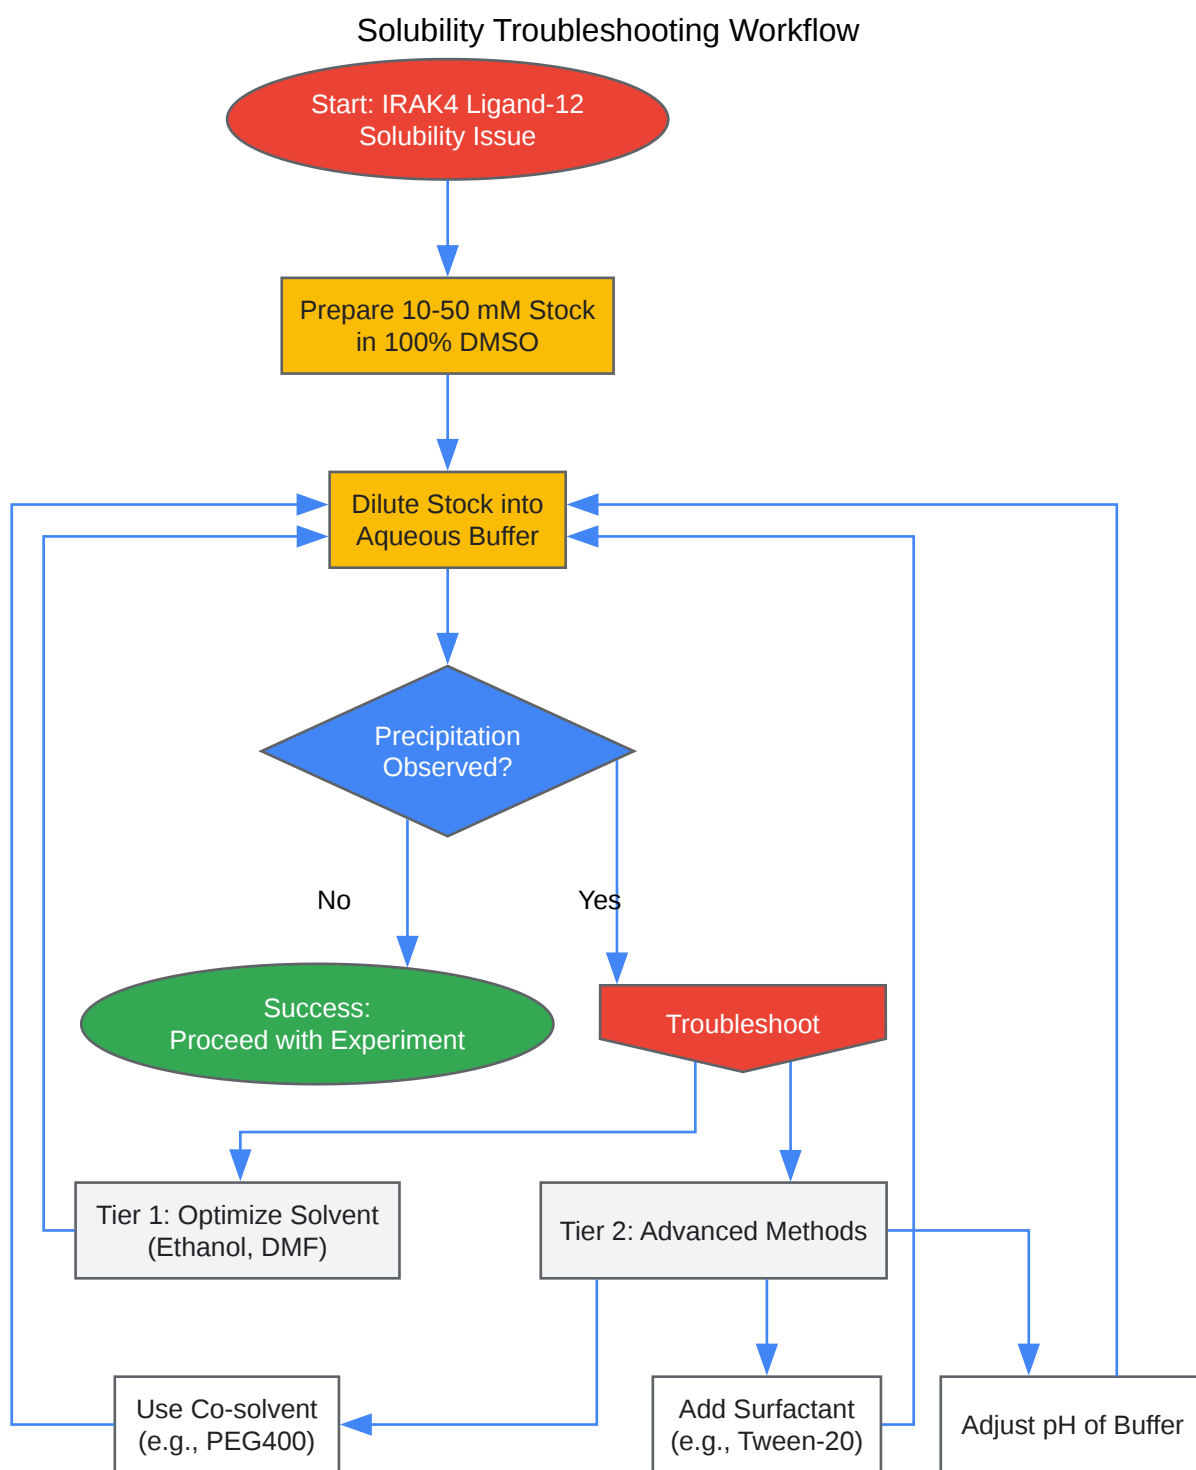 Solubility Troubleshooting Workflow
Start: IRAK4 Ligand-12
Solubility Issue
Prepare 10-50 mM Stock
in 100% DMSO
Dilute Stock into
Aqueous Buffer
Precipitation
Observed?
No
Yes
Success:
Proceed with Experiment
Troubleshoot
Tier 1: Optimize Solvent
(Ethanol, DMF)
Tier 2: Advanced Methods
Use Co-solvent
(e.g., PEG400)
Add Surfactant
(e.g., Tween-20)
Adjust pH of Buffer